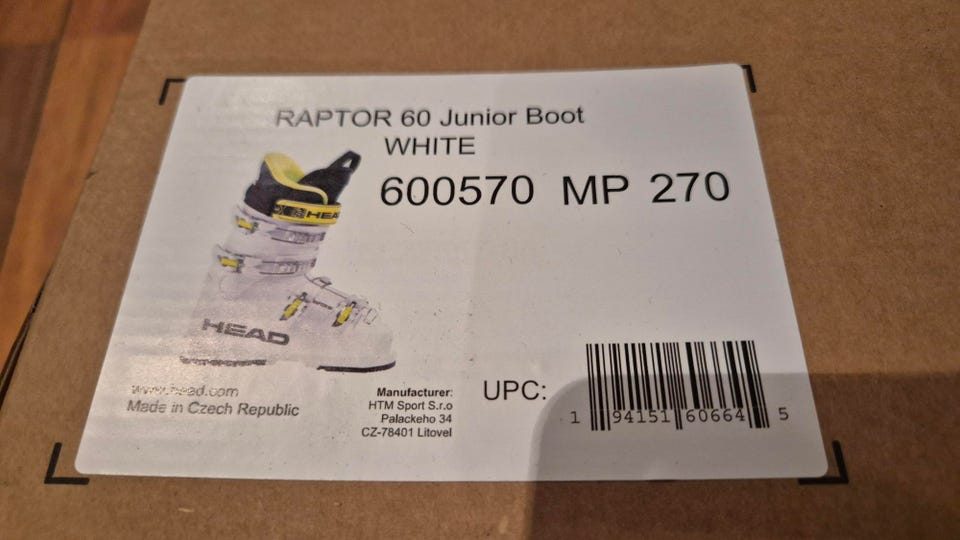 RAPTOR 60 Junior Boot
WHITE
600570 MP 270
HEAD
HEAD
www.head.com
Made in Czech Republic
Manufacturer:
HTM Sport S.r.o
Palackeho 34
CZ-78401 Litovel
UPC:
1 94151 60664 5